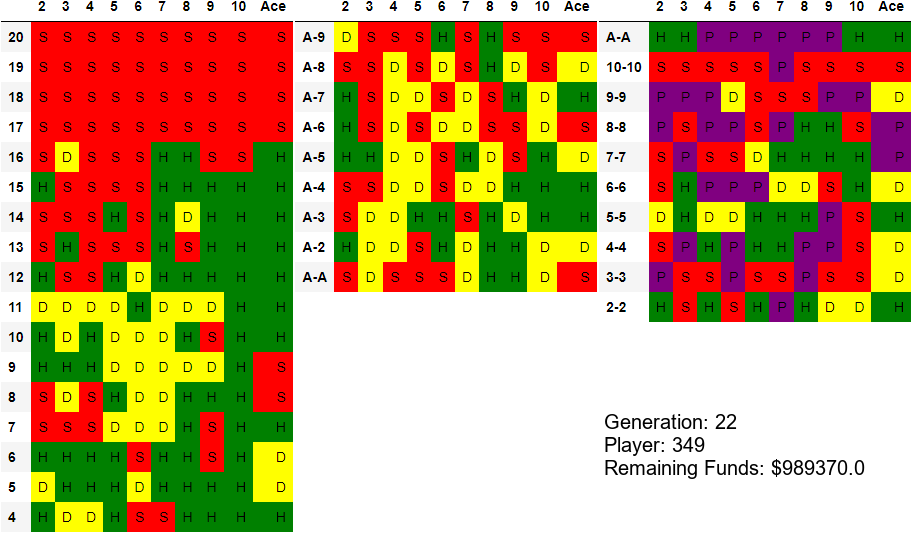 2 3 4 5 6 7 8 9 10 Ace
20 S S S S S S S S S S
19 S S S S S S S S S S
18 S S S S S S S S S S
17 S S S S S S S S S S
16 S D S S S H H S S H
15 H S S S S H H H H H
14 S S S H S H D H H H
13 S H S S S H S H H H
12 H S S H D H H H H H
11 D D D D H D D D H H
10 H D H D D D H S H H
9 H H H D D D D D H S
8 S D S H D D H H H S
7 S S S D D D H S H H
6 H H H H S H H S H D
5 D H H H D H H H H D
4 H D D H S S H H H H
2 3 4 5 6 7 8 9 10 Ace
A-9 D S S S H S H S S S
A-8 S S D S D S H D S D
A-7 H S D D S D S H D H
A-6 H S D S D D S S D S
A-5 H H D D S H D S H D
A-4 S S D D S D D H H H
A-3 S D D H H S H D H H
A-2 H D D S H D H H D D
A-A S D S S S D H H D S
2 3 4 5 6 7 8 9 10 Ace
A-A H H P P P P P P H H
10-10 S S S S S P S S S S
9-9 P P P D S S S P P D
8-8 P S P P S P H H S P
7-7 S P S S D H H H H P
6-6 S H P P P D D S H D
5-5 D H D D H H H P S H
4-4 S P H P H H P P S D
3-3 P S S P S S P S S D
2-2 H S H S H P H D D H
Generation: 22
Player: 349
Remaining Funds: $989370.0